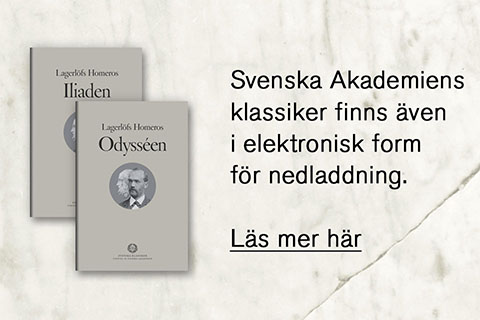 Lagerlöfs Homeros
Iliaden
Lagerlöfs Homeros
Odysséen
Svenska Akademiens
klassiker finns även
i elektronisk form
för nedladdning.
Läs mer här